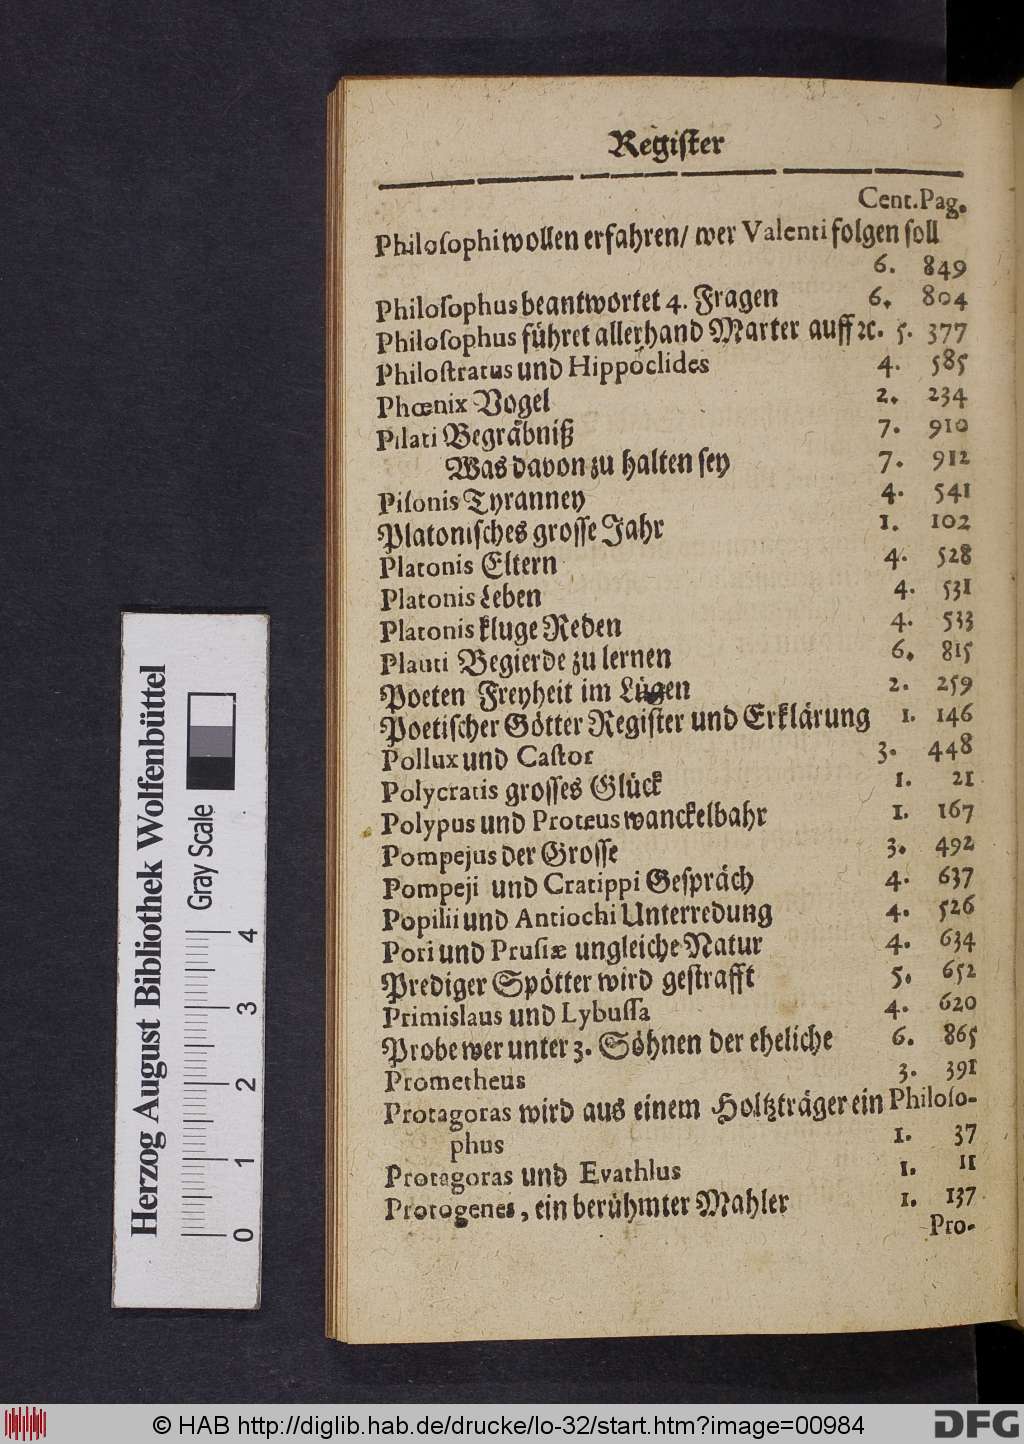 Register
Cent. Pag.
Philosophi wollen erfahren/ wer Valenti folgen soll
6. 849
Philosophus beantwortet 4. Fragen 6. 804
Philosophus führet allerhand Marter auff ꝛc. 5. 377
Philostratus und Hippoclides 4. 585
Phœnix Vogel 2. 234
Pilati Begräbniß 7. 910
Was davon zu halten sey 7. 912
Pisonis Tyranney 4. 541
Platonisches grosse Jahr 1. 102
Platonis Eltern 4. 528
Platonis Leben 4. 531
Platonis kluge Reden 4. 533
Plauti Begierde zu lernen 6. 815
Poeten Freyheit im Lügen 2. 259
Poetischer Götter Register und Erklärung 1. 146
Pollux und Castor 3. 448
Polycratis grosses Glück 1. 21
Polypus und Proteus wanckelbahr 1. 167
Pompejus der Grosse 3. 492
Pompeji und Cratippi Gespräch 4. 637
Popilii und Antiochi Unterredung 4. 526
Pori und Prusiæ ungleiche Natur 4. 634
Prediger Spötter wird gestrafft 5. 652
Primislaus und Lybussa 4. 620
Probe wer unter 3. Söhnen der eheliche 6. 865
Prometheus 3. 391
Protagoras wird aus einem Holtzträger ein Philoso-
phus 1. 37
Protagoras und Evathlus 1. 11
Protogenes, ein berühmter Mahler 1. 137
Pro-
Herzog August Bibliothek Wolfenbüttel
Gray Scale
0 1 2 3 4
© HAB http://diglib.hab.de/drucke/lo-32/start.htm?image=00984
DFG